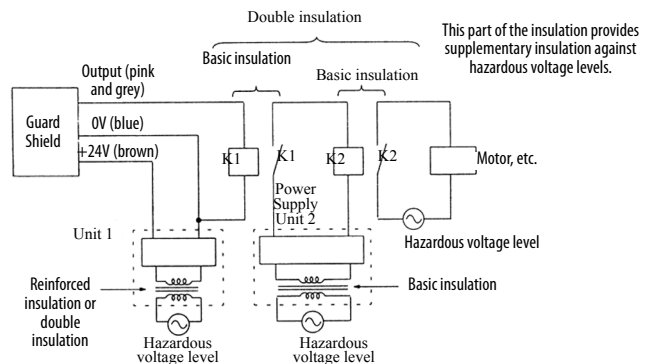 Double insulation
This part of the insulation provides
supplementary insulation against
hazardous voltage levels.
Basic insulation
Output (pink
and grey)
Basic insulation
Guard
Shield
0V (blue)
+24V (brown)
K1
K1
K2
K2
Motor, etc.
Power
Supply
Unit 2
Unit 1
Hazardous voltage level
Reinforced
insulation or
double
insulation
Basic insulation
Hazardous
voltage level
Hazardous
voltage level